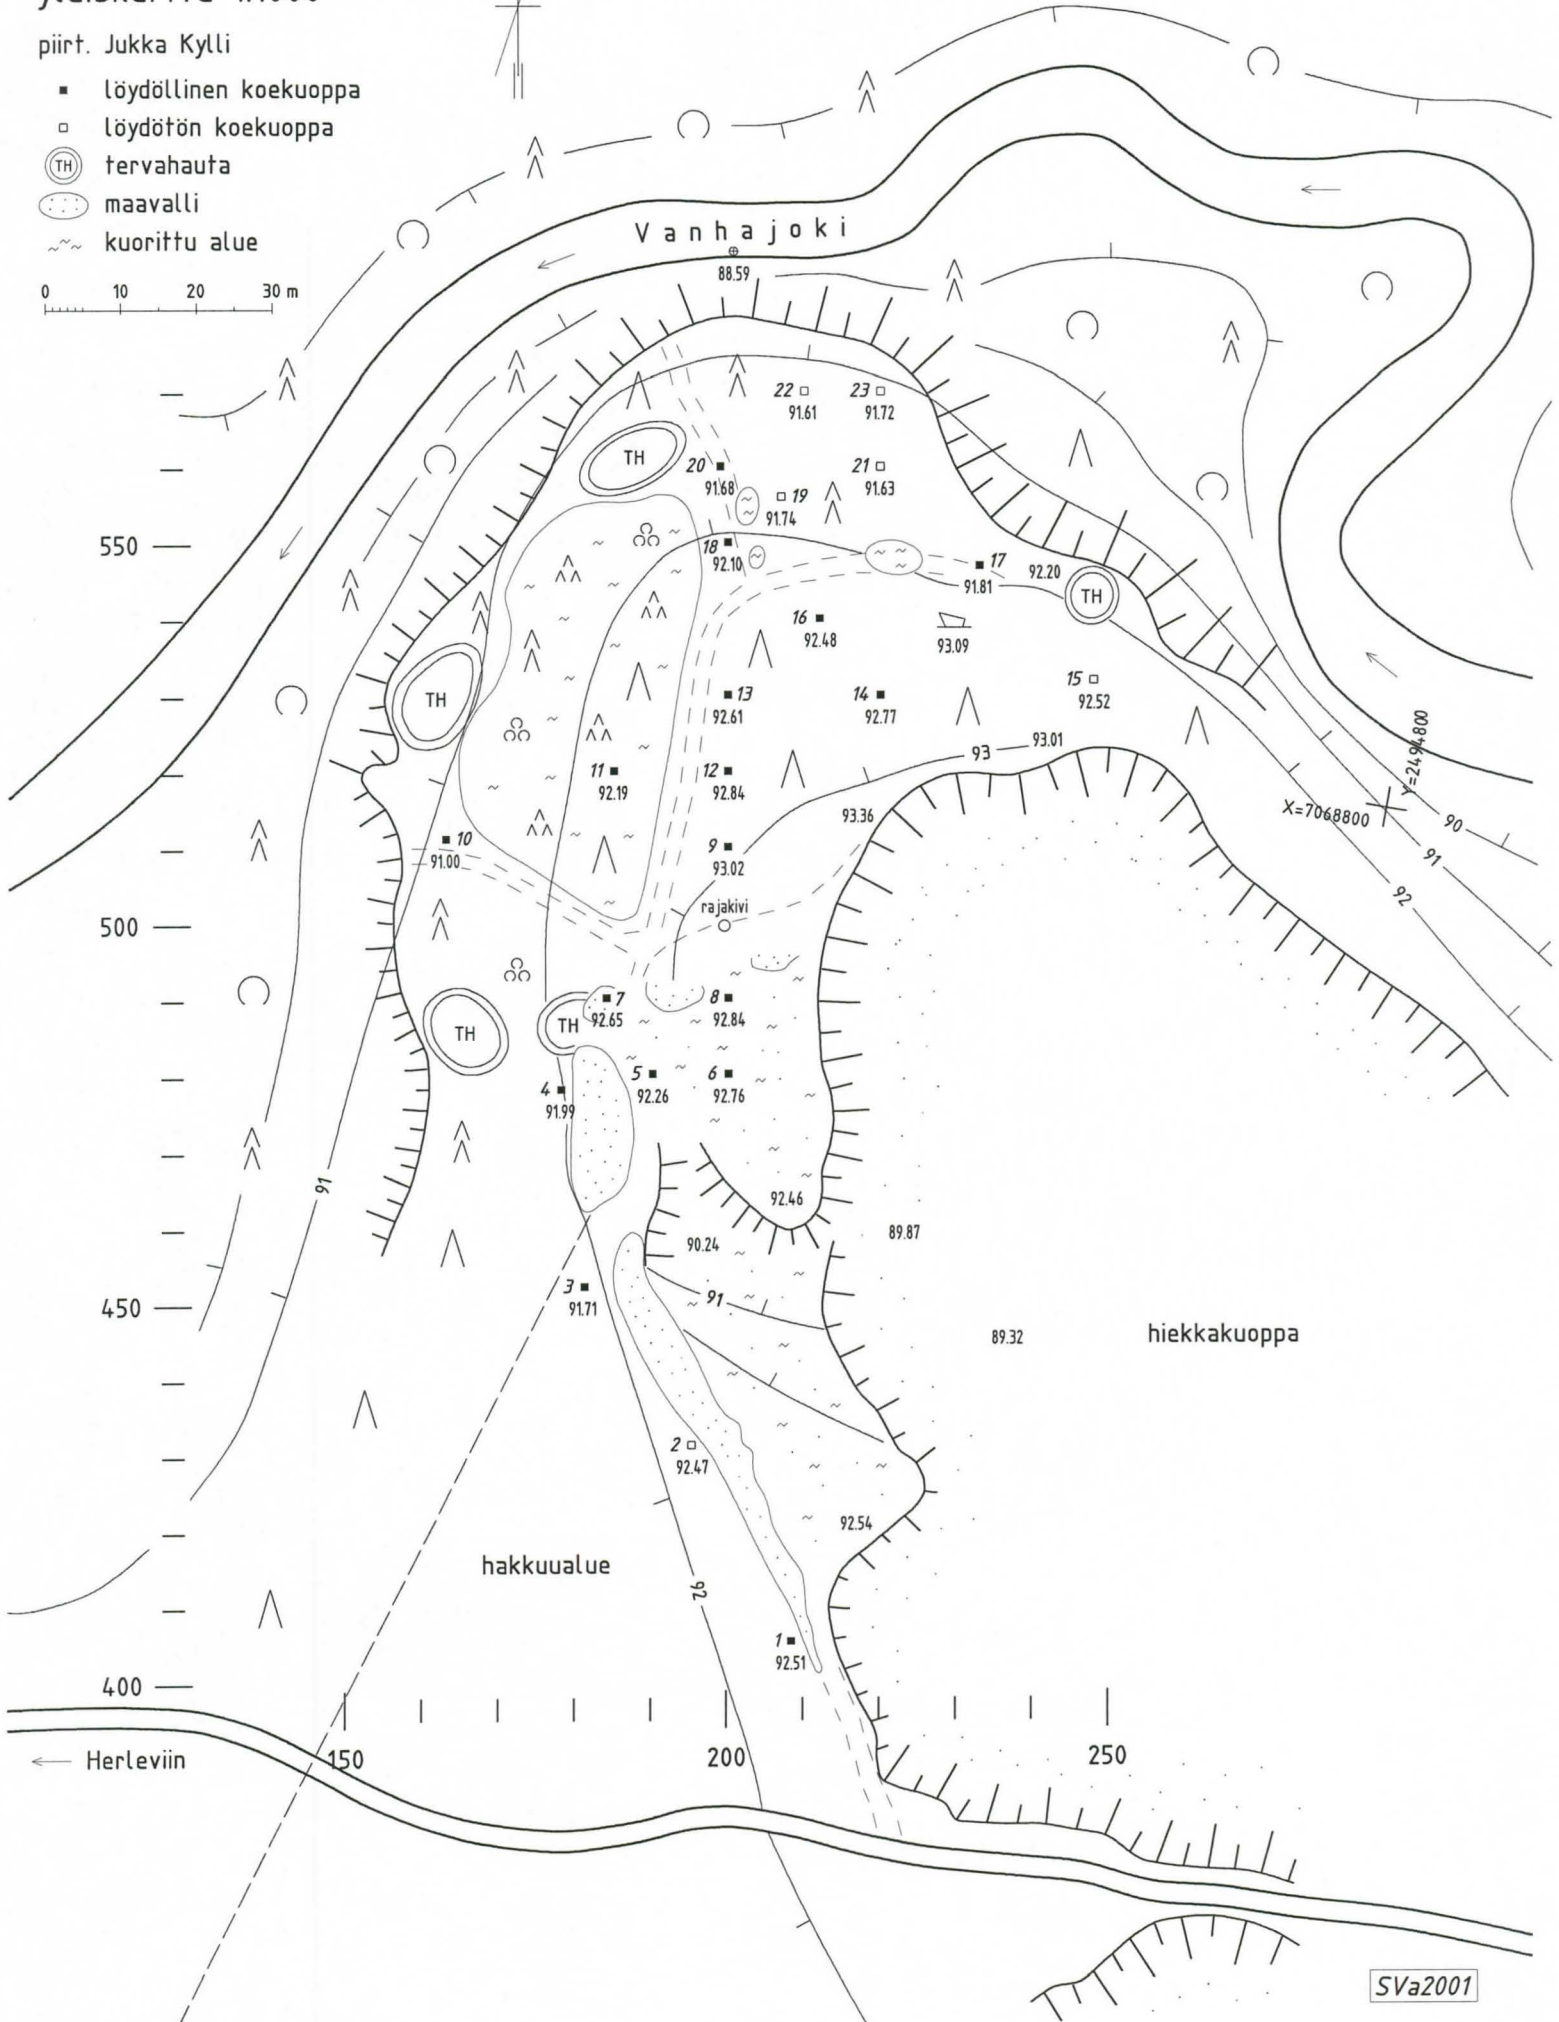 piirt. Jukka Kylli
löydöllinen koekuoppa
löydötön koekuoppa
TH tervahauta
maavalli
kuorittu alue
0 10 20 30 m
Vanhajoki
88.59
22 23
91.61 91.72
TH
20 21
91.68 91.63
19
91.74
550
18
92.10
17
91.81
92.20
TH
16
92.48
93.09
TH
15
92.52
13 14
92.61 92.77
93 93.01
Y=2494800
11 12
92.19 92.84
93.36
X=7068800
90
10
91.00
9
93.02
91
92
rajakivi
500
7 8
92.65 92.84
TH TH
5 6
92.26 92.76
4
91.99
91
92.46
90.24
89.87
3
91.71
91
450
89.32
hiekkakuoppa
2
92.47
92.54
hakkuualue
92
1
92.51
400
150 200 250
Herleviin
SVa2001